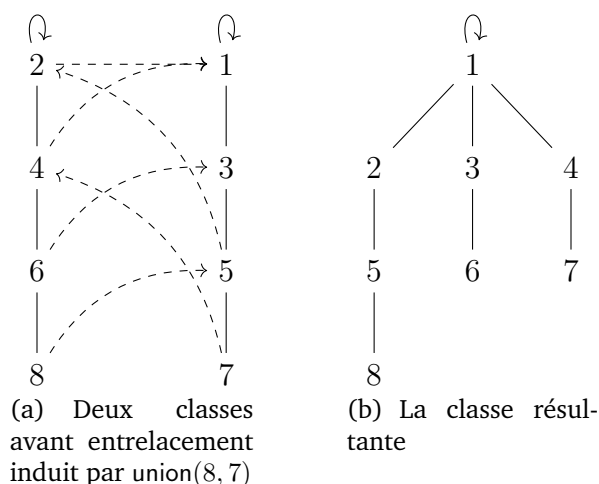 2 1 1
4 3 2 3 4
6 5 5 6 7
8 7 8
(a) Deux classes
avant entrelacement
induit par union(8, 7)
(b) La classe résul-
tante